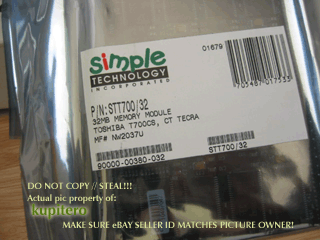 01679
Simple
TECHNOLOGY
INCORPORATED
P/N:STT700/32
32MB MEMORY MODULE
TOSHIBA T700CS, CT TECRA
MF# NW2037U
90000-00380-032
STT700/32
DO NOT COPY // STEAL!!!
Actual pic property of:
kupitero
MAKE SURE eBAY SELLER ID MATCHES PICTURE OWNER!